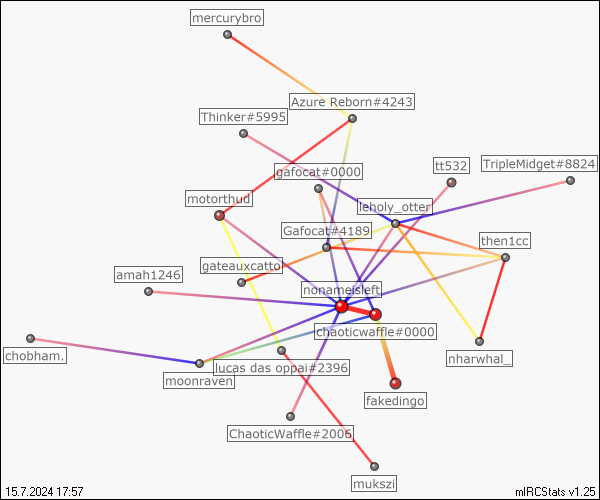 mercurybro
Azure Reborn#4243
Thinker#5995
tt532
TripleMidget#8824
gafocat#0000
motorthud
leholy_otter
Gafocat#4189
then1cc
gateauxcatto
amah1246
nonameisleft
chaoticwaffle#0000
chobham.
nharwhal_
moonraven
lucas das oppai#2396
fakedingo
ChaoticWaffle#2006
mukszi
15.7.2024 17:57
mIRCStats v1.25